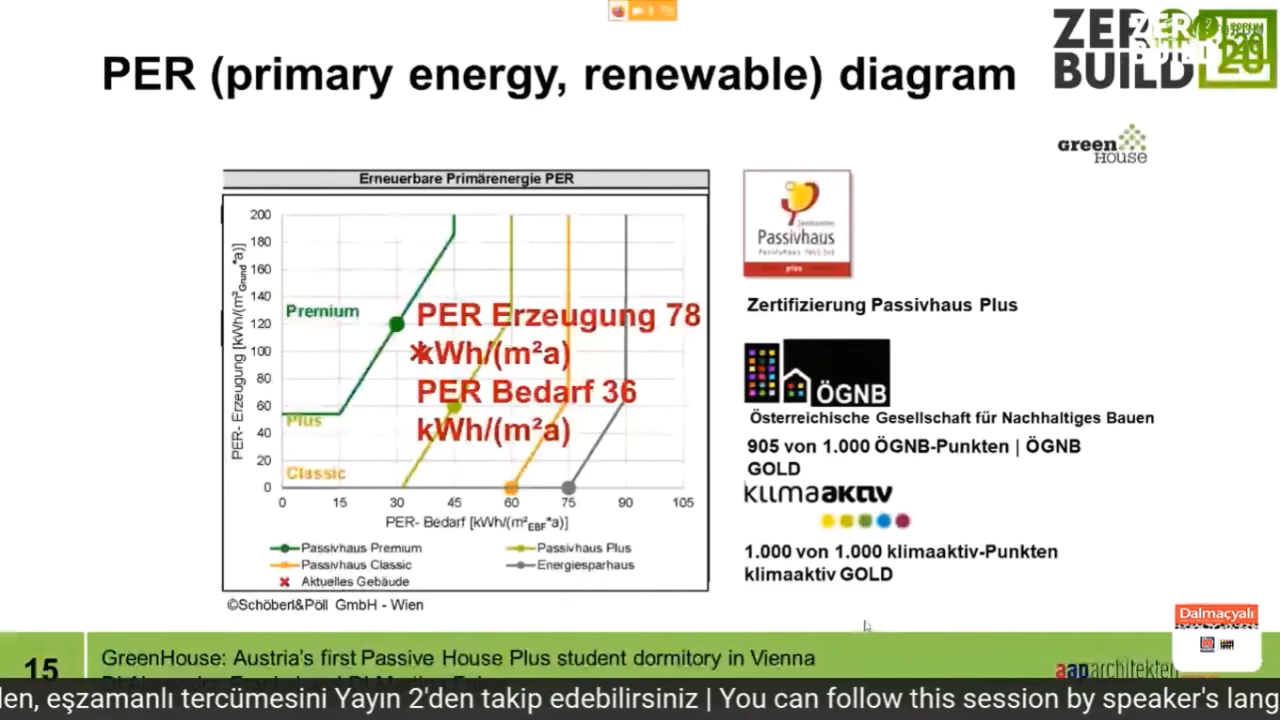 PER (primary energy, renewable) diagram
ZERO
BUILD
FORUM
green
HOUSE
Erneuerbare Primärenergie PER
PER- Erzeugung [kWh/(m²Grund*a)]
200
180
160
140
120
100
80
60
40
20
0
Premium
Plus
Classic
PER Erzeugung 78
kWh/(m²a)
PER Bedarf 36
kWh/(m²a)
0 15 30 45 60 75 90 105
PER- Bedarf [kWh/(m²EBF*a)]
Passivhaus Premium
Passivhaus Plus
Passivhaus Classic
Energiesparhaus
Aktuelles Gebäude
©Schöberl&Pöll GmbH - Wien
Passivhaus
plus
Zertifizierung Passivhaus Plus
ÖGNB
Österreichische Gesellschaft für Nachhaltiges Bauen
905 von 1.000 ÖGNB-Punkten | ÖGNB
GOLD
klimaaktiv
1.000 von 1.000 klimaaktiv-Punkten
klimaaktiv GOLD
15
GreenHouse: Austria's first Passive House Plus student dormitory in Vienna
aaparchitekten
Dalmaçyalı
len, eşzamanlı tercümesini Yayın 2'den takip edebilirsiniz | You can follow this session by speaker's lang